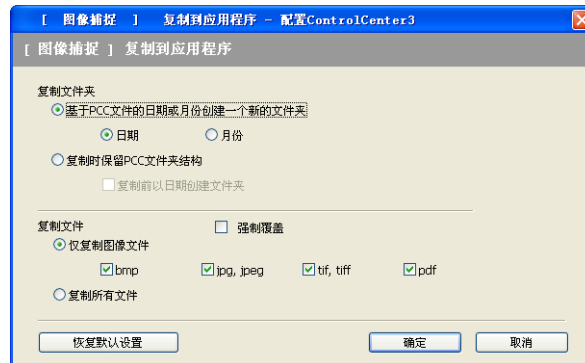 [ 图像捕捉 ] 复制到应用程序 - 配置ControlCenter3
[ 图像捕捉 ] 复制到应用程序
复制文件夹
基于PCC文件的日期或月份创建一个新的文件夹
日期 月份
复制时保留PCC文件夹结构
复制前以日期创建文件夹
复制文件 强制覆盖
仅复制图像文件
bmp jpg, jpeg tif, tiff pdf
复制所有文件
恢复默认设置 确定 取消